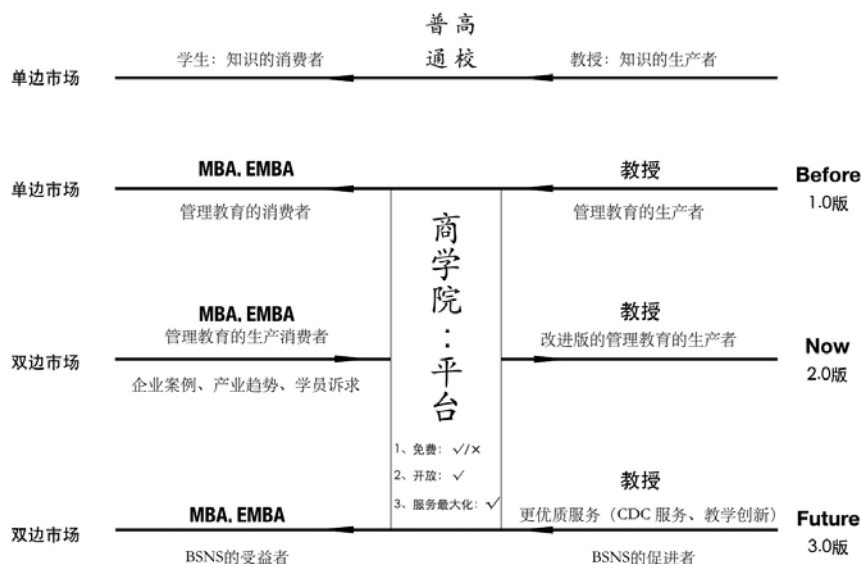 普高
通校
单边市场
学生：知识的消费者
教授：知识的生产者
单边市场
MBA, EMBA
教授
Before
1.0版
管理教育的消费者
管理教育的生产者
商学院：平台
双边市场
MBA, EMBA
管理教育的生产消费者
教授
改进版的管理教育的生产者
Now
2.0版
企业案例、产业趋势、学员诉求
1、免费：√/×
2、开放：√
3、服务最大化：√
双边市场
MBA, EMBA
教授
更优质服务（CDC 服务、教学创新）
Future
3.0版
BSNS的受益者
BSNS的促进者